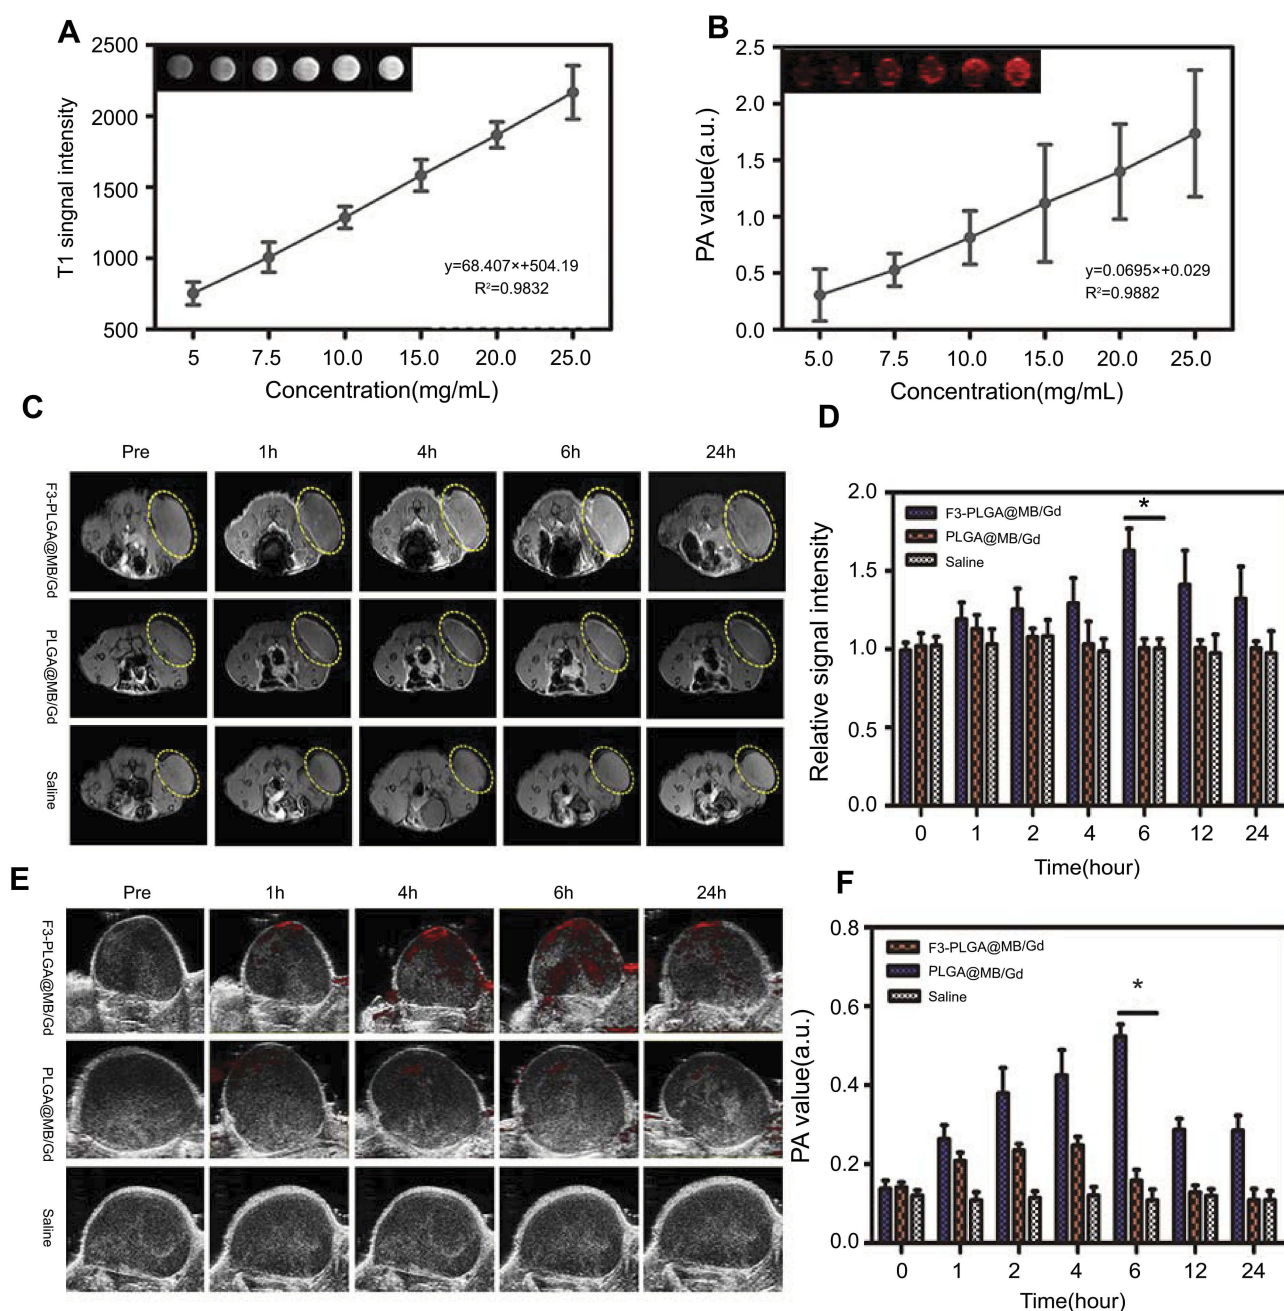 A
2500
2000
1500
1000
500
T1 singnal intensity
y=68.407×+504.19
R²=0.9832
5 7.5 10.0 15.0 20.0 25.0
Concentration(mg/mL)
B
2.5
2.0
1.5
1.0
0.5
0.0
PA value(a.u.)
y=0.0695×+0.029
R²=0.9882
5.0 7.5 10.0 15.0 20.0 25.0
Concentration(mg/mL)
C
Pre 1h 4h 6h 24h
F3-PLGA@MB/Gd
PLGA@MB/Gd
Saline
D
2.0
1.5
1.0
0.5
0.0
Relative signal intensity
F3-PLGA@MB/Gd
PLGA@MB/Gd
Saline
*
0 1 2 4 6 12 24
Time(hour)
E
Pre 1h 4h 6h 24h
F3-PLGA@MB/Gd
PLGA@MB/Gd
Saline
F
0.8
0.6
0.4
0.2
0.0
PA value(a.u.)
F3-PLGA@MB/Gd
PLGA@MB/Gd
Saline
*
0 1 2 4 6 12 24
Time(hour)